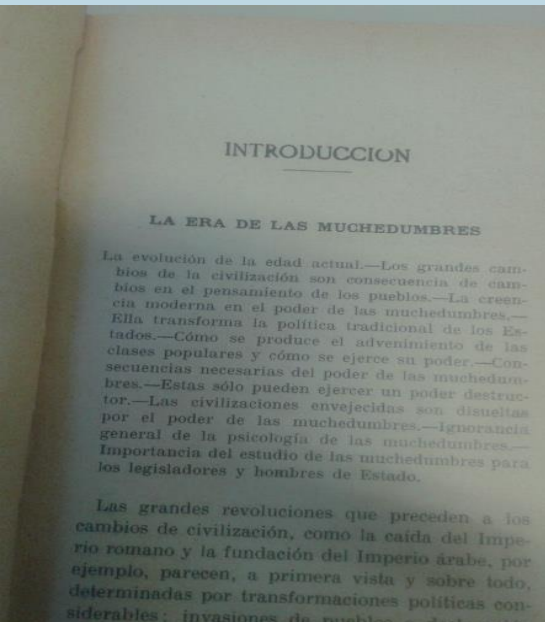 INTRODUCCION
LA ERA DE LAS MUCHEDUMBRES
La evolución de la edad actual.—Los grandes cam-
bios de la civilización son consecuencia de cam-
bios en el pensamiento de los pueblos.—La creen-
cia moderna en el poder de las muchedumbres.—
Ella transforma la política tradicional de los Es-
tados.—Cómo se produce el advenimiento de las
clases populares y cómo se ejerce su poder.—Con-
secuencias necesarias del poder de las muchedum-
bres.—Estas sólo pueden ejercer un poder destruc-
tor.—Las civilizaciones envejecidas son disueltas
por el poder de las muchedumbres.—Ignorancia
general de la psicología de las muchedumbres.—
Importancia del estudio de las muchedumbres para
los legisladores y hombres de Estado.
Las grandes revoluciones que preceden a los
cambios de civilización, como la caída del Impe-
rio romano y la fundación del Imperio árabe, por
ejemplo, parecen, a primera vista y sobre todo,
determinadas por transformaciones políticas con-
siderables: invasiones de pueblos